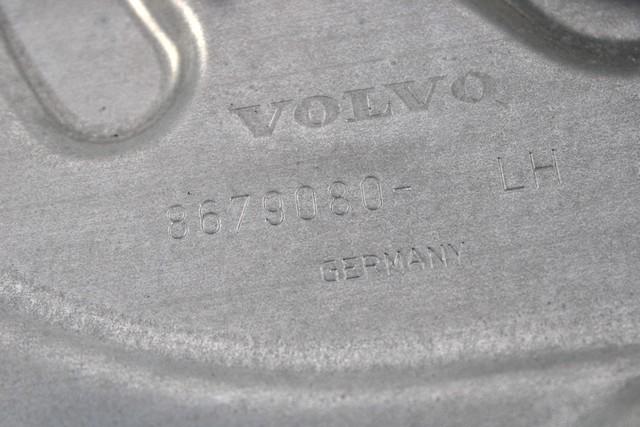 VOLVO
8679080- LH
GERMANY